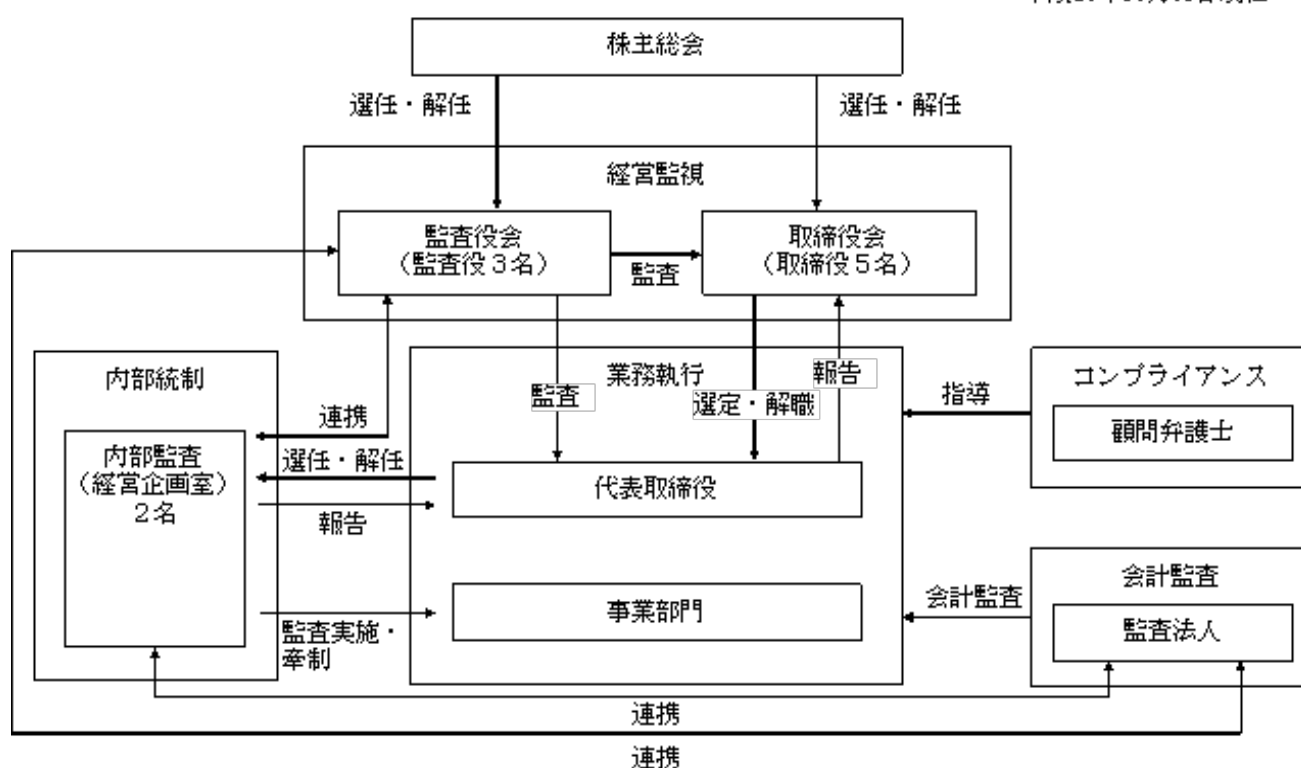 株主総会
選任・解任
選任・解任
経営監視
監査役会
（監査役３名）
監査
取締役会
（取締役５名）
内部統制
業務執行
報告
コンプライアンス
監査
選定・解職
指導
顧問弁護士
連携
内部監査
（経営企画室）
２名
選任・解任
代表取締役
報告
会計監査
会計監査
事業部門
監査法人
監査実施・
牽制
連携
連携